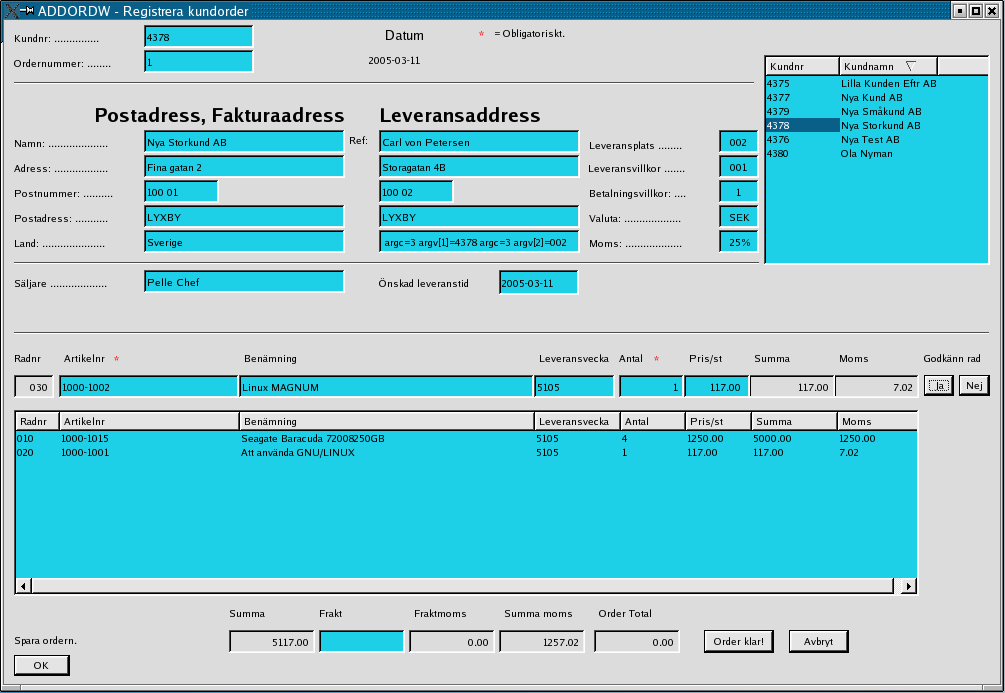 ADDORDW - Registrera kundorder
Kundnr: ............... 4378 Datum * = Obligatoriskt.
Ordernummer: ........ 1 2005-03-11
Kundnr Kundnamn
4375 Lilla Kunden Eftr AB
4377 Nya Kund AB
4379 Nya Småkund AB
4378 Nya Storkund AB
4376 Nya Test AB
4380 Ola Nyman
Postadress, Fakturaadress Leveransaddress
Namn: .................... Nya Storkund AB Ref: Carl von Petersen Leveransplats ........ 002
Adress: .................. Fina gatan 2 Storagatan 4B Leveransvillkor ....... 001
Postnummer: .......... 100 01 100 02 Betalningsvillkor: .... 1
Postadress: ........... LYXBY LYXBY Valuta: ................... SEK
Land: ..................... Sverige argc=3 argv[1]=4378 argc=3 argv[2]=002 Moms: ................... 25%
Säljare ................... Pelle Chef Önskad leveranstid 2005-03-11
Radnr Artikelnr * Benämning Leveransvecka Antal * Pris/st Summa Moms Godkänn rad
030 1000-1002 Linux MAGNUM 5105 1 117.00 117.00 7.02 Ja Nej
Radnr Artikelnr Benämning Leveransvecka Antal Pris/st Summa Moms
010 1000-1015 Seagate Baracuda 72008250GB 5105 4 1250.00 5000.00 1250.00
020 1000-1001 Att använda GNU/LINUX 5105 1 117.00 117.00 7.02
Summa Frakt Fraktmoms Summa moms Order Total
Spara ordern. 5117.00 0.00 1257.02 0.00 Order klar! Avbryt
OK